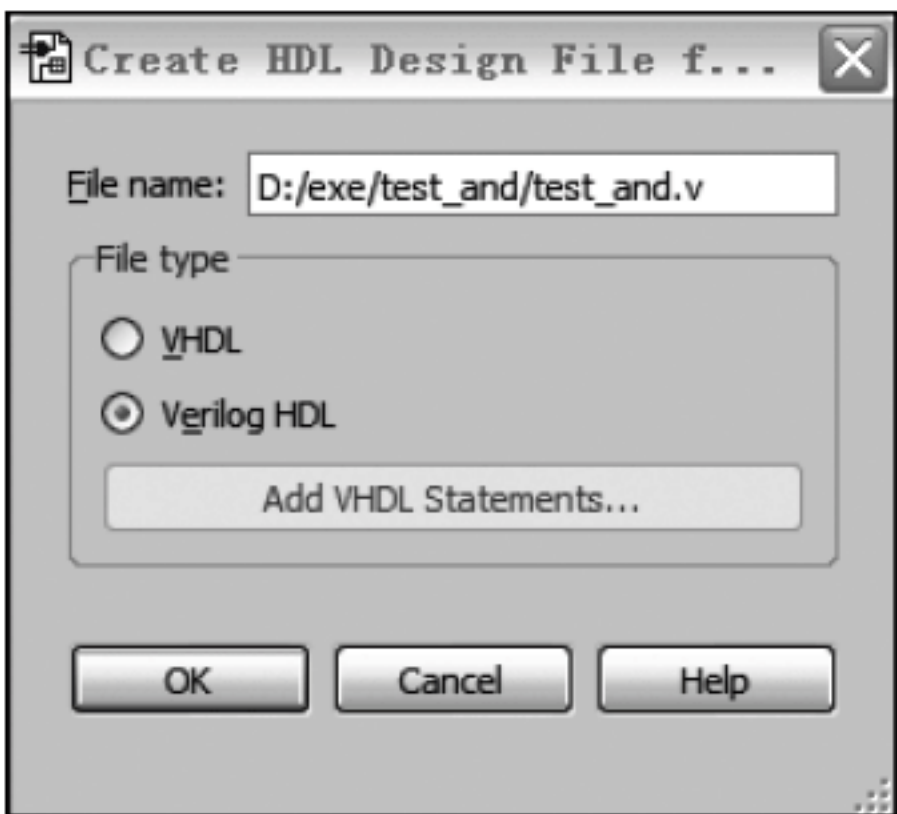 Create HDL Design File f...
File name: D:/exe/test_and/test_and.v
File type
VHDL
Verilog HDL
Add VHDL Statements...
OK Cancel Help